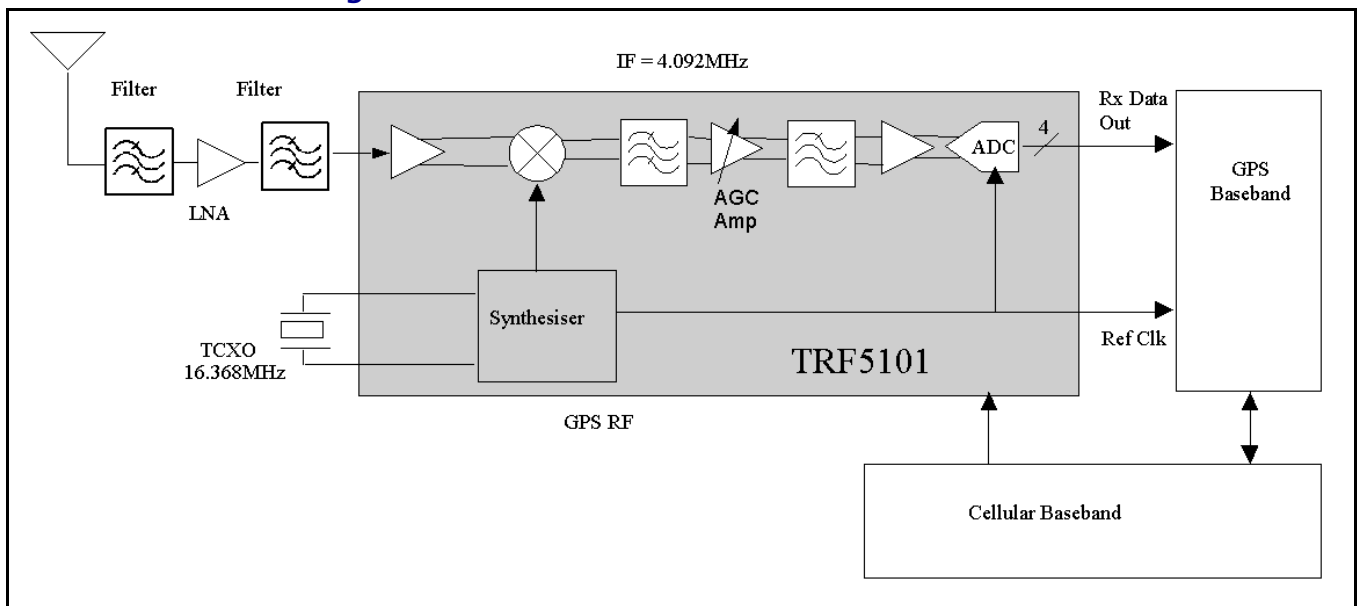 IF = 4.092MHz
Filter
Filter
LNA
AGC
Amp
ADC
4
Rx Data
Out
GPS
Baseband
Synthesiser
TCXO
16.368MHz
TRF5101
Ref Clk
GPS RF
Cellular Baseband